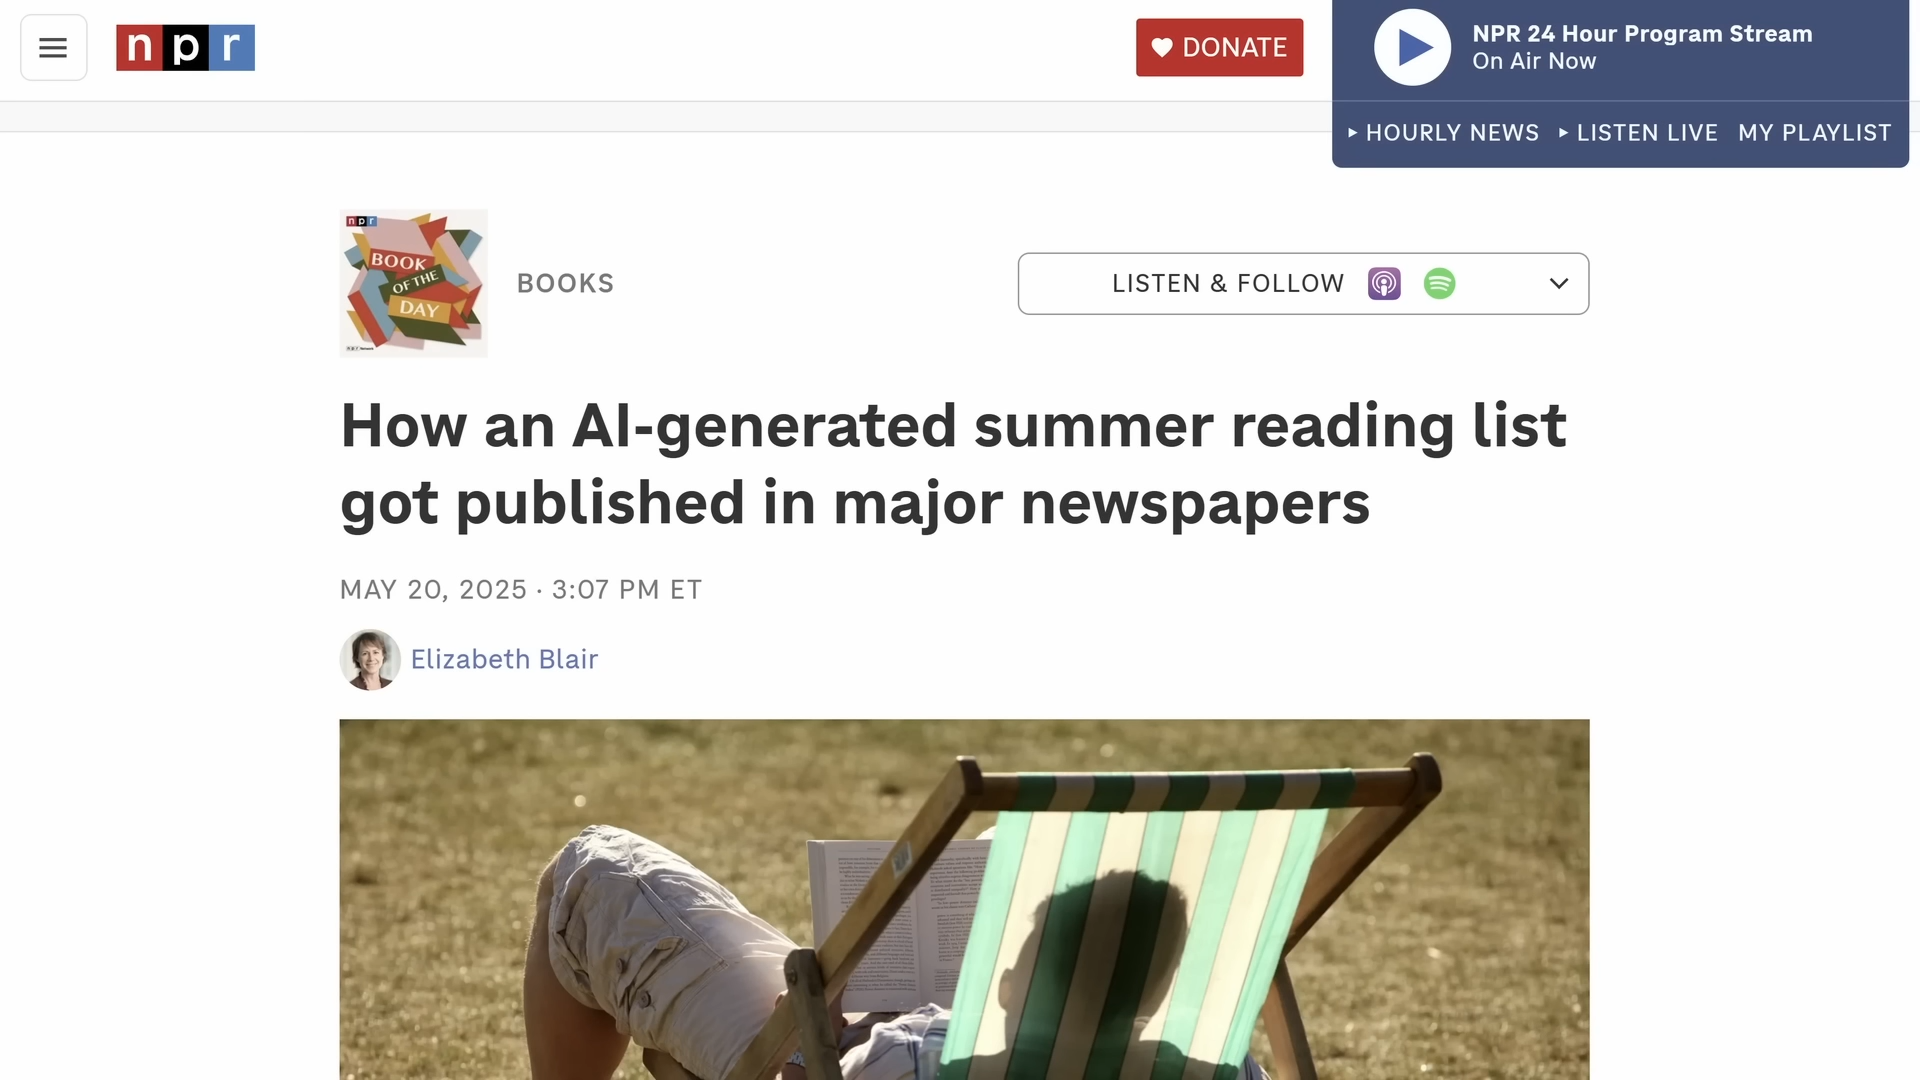 npr
DONATE
NPR 24 Hour Program Stream
On Air Now
HOURLY NEWS
LISTEN LIVE
MY PLAYLIST
npr
BOOK
OF THE
DAY
BOOKS
LISTEN & FOLLOW
How an AI-generated summer reading list
got published in major newspapers
MAY 20, 2025 · 3:07 PM ET
Elizabeth Blair